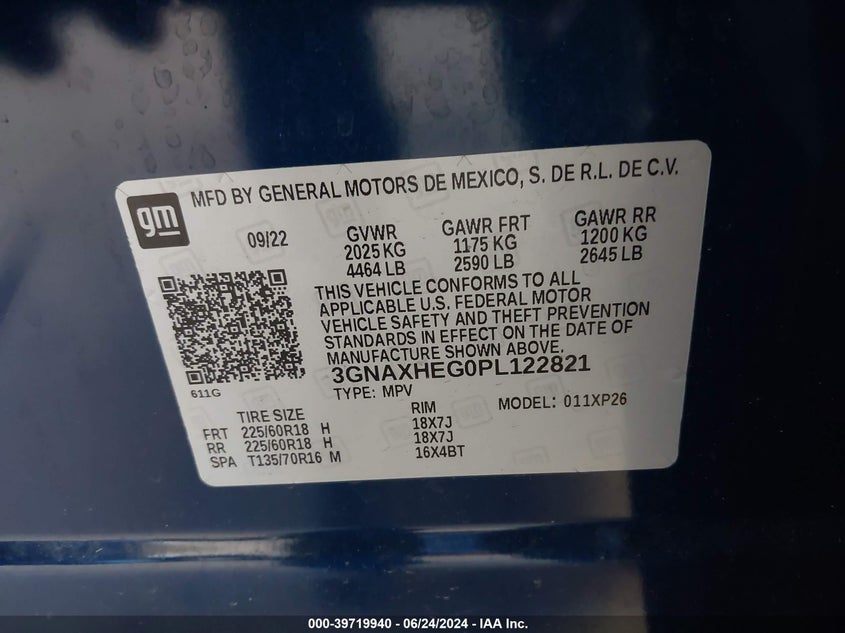 gm
MFD BY GENERAL MOTORS DE MEXICO, S. DE R.L. DE C.V.
09/22
GVWR
2025 KG
4464 LB
GAWR FRT
1175 KG
2590 LB
GAWR RR
1200 KG
2645 LB
THIS VEHICLE CONFORMS TO ALL
APPLICABLE U.S. FEDERAL MOTOR
VEHICLE SAFETY AND THEFT PREVENTION
STANDARDS IN EFFECT ON THE DATE OF
MANUFACTURE SHOWN ABOVE.
3GNAXHEG0PL122821
611G
TYPE: MPV
MODEL: 011XP26
TIRE SIZE RIM
FRT 225/60R18 H 18X7J
RR 225/60R18 H 18X7J
SPA T135/70R16 M 16X4BT
000-39719940 - 06/24/2024 - IAA Inc.